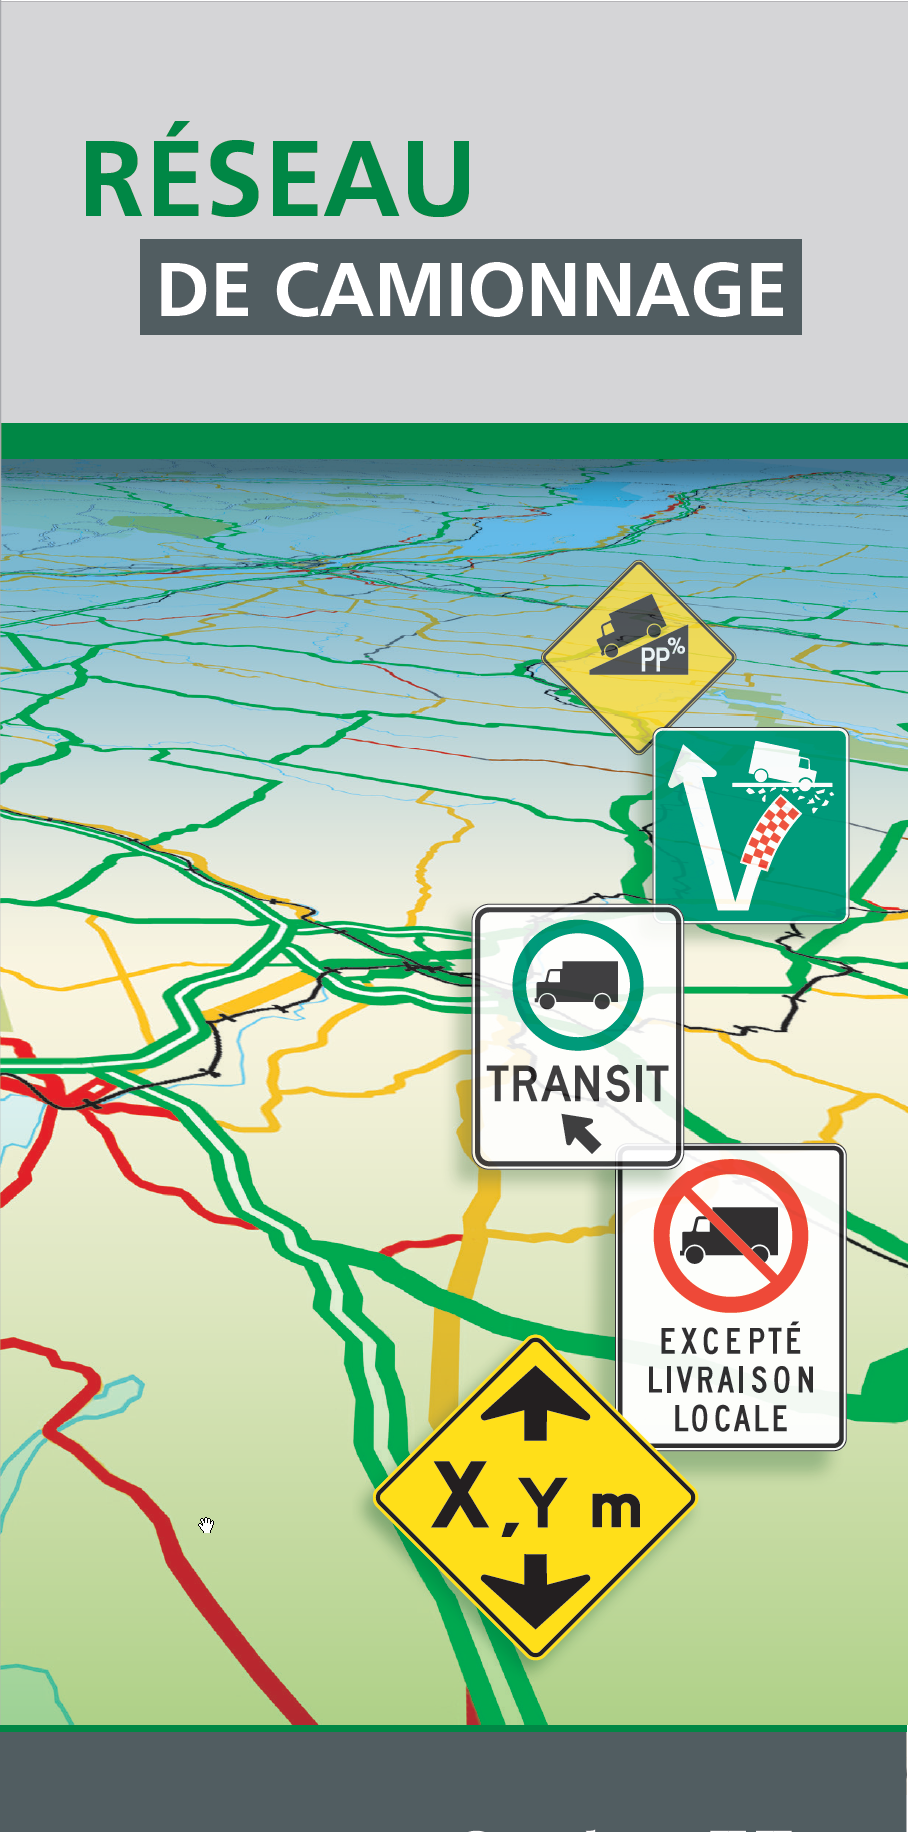 RÉSEAU
DE CAMIONNAGE
PP%
TRANSIT
EXCEPTÉ
LIVRAISON
LOCALE
X,Y m